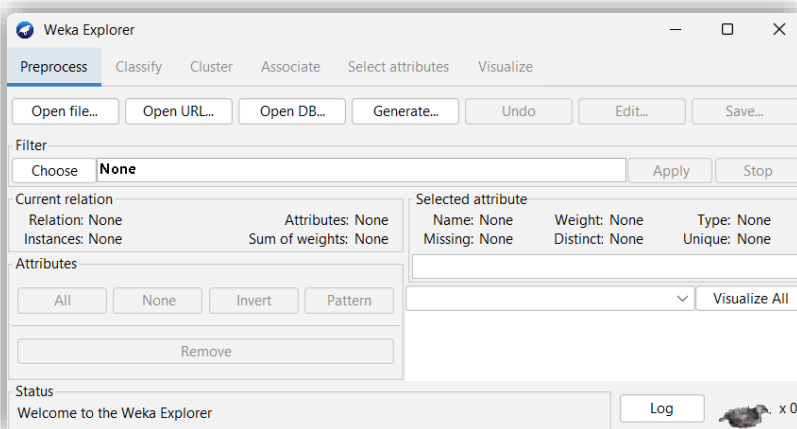 Weka Explorer
Preprocess Classify Cluster Associate Select attributes Visualize
Open file... Open URL... Open DB... Generate... Undo Edit... Save...
Filter
Choose None Apply Stop
Current relation
Relation: None Attributes: None
Instances: None Sum of weights: None
Selected attribute
Name: None Weight: None Type: None
Missing: None Distinct: None Unique: None
Attributes
All None Invert Pattern
Remove
Visualize All
Status
Welcome to the Weka Explorer
Log x 0